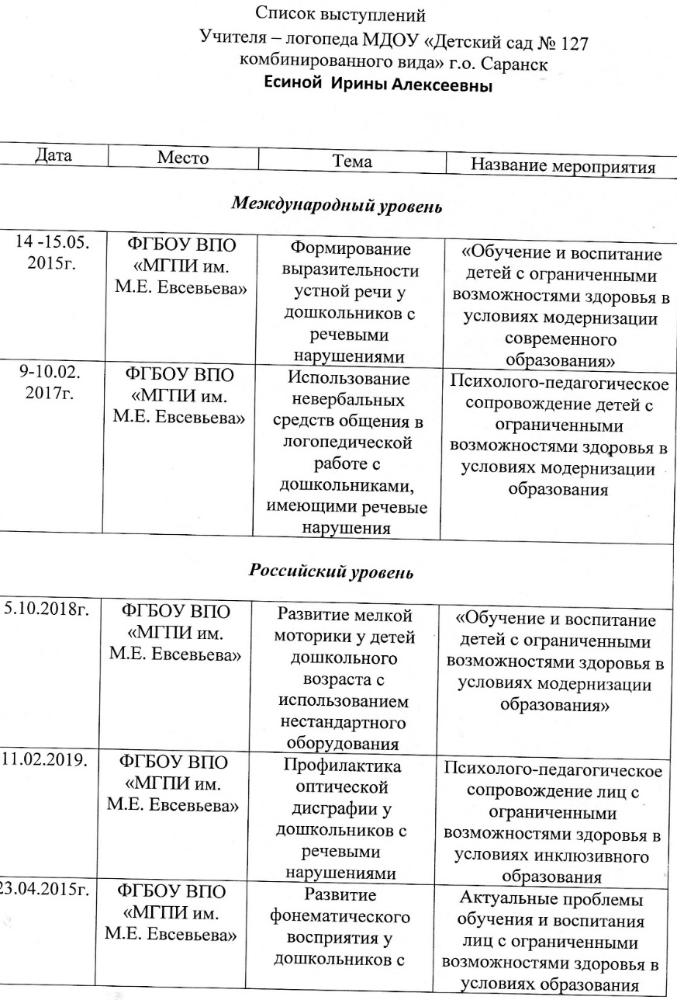 Список выступлений
Учителя – логопеда МДОУ «Детский сад № 127
комбинированного вида» г.о. Саранск
Есиной Ирины Алексеевны
Дата Место Тема Название мероприятия
Международный уровень
14 -15.05.
2015г.
ФГБОУ ВПО
«МГПИ им.
М.Е. Евсевьева»
Формирование
выразительности
устной речи у
дошкольников с
речевыми
нарушениями
«Обучение и воспитание
детей с ограниченными
возможностями здоровья в
условиях модернизации
современного
образования»
9-10.02.
2017г.
ФГБОУ ВПО
«МГПИ им.
М.Е. Евсевьева»
Использование
невербальных
средств общения в
логопедической
работе с
дошкольниками,
имеющими речевые
нарушения
Психолого-педагогическое
сопровождение детей с
ограниченными
возможностями здоровья в
условиях модернизации
образования
Российский уровень
5.10.2018г.
ФГБОУ ВПО
«МГПИ им.
М.Е. Евсевьева»
Развитие мелкой
моторики у детей
дошкольного
возраста с
использованием
нестандартного
оборудования
«Обучение и воспитание
детей с ограниченными
возможностями здоровья в
условиях модернизации
образования»
11.02.2019.
ФГБОУ ВПО
«МГПИ им.
М.Е. Евсевьева»
Профилактика
оптической
дисграфии у
дошкольников с
речевыми
нарушениями
Психолого-педагогическое
сопровождение лиц с
ограниченными
возможностями здоровья в
условиях инклюзивного
образования
23.04.2015г.
ФГБОУ ВПО
«МГПИ им.
М.Е. Евсевьева»
Развитие
фонематического
восприятия у
дошкольников с
Актуальные проблемы
обучения и воспитания
лиц с ограниченными
возможностями здоровья в
условиях образования